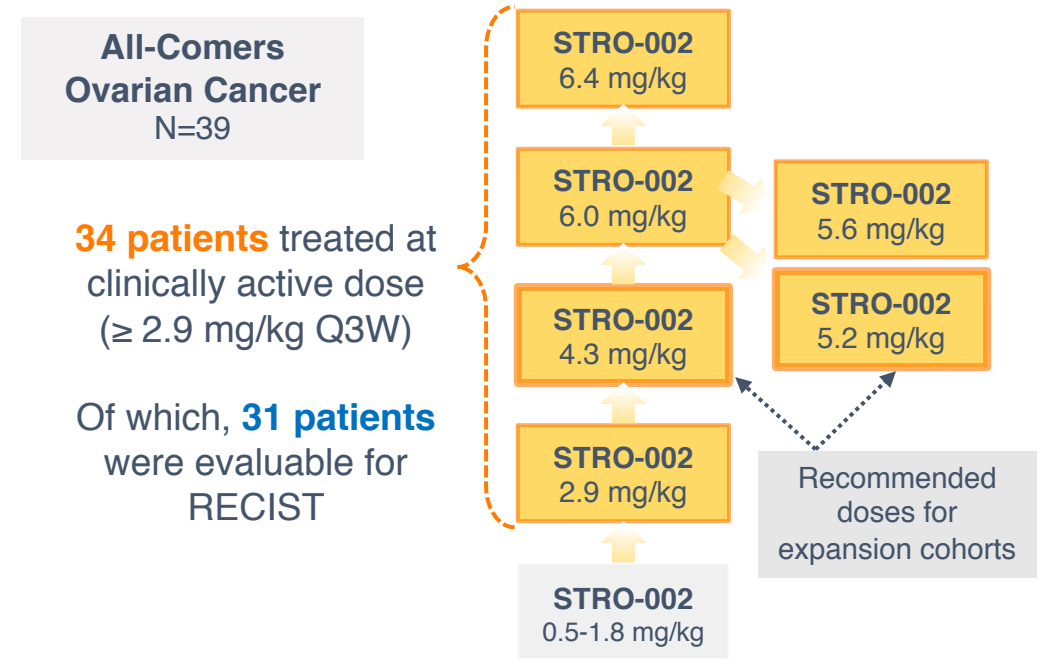 All-Comers
Ovarian Cancer
N=39
34 patients treated at
clinically active dose
(≥ 2.9 mg/kg Q3W)
Of which, 31 patients
were evaluable for
RECIST
STRO-002
6.4 mg/kg
STRO-002
6.0 mg/kg
STRO-002
5.6 mg/kg
STRO-002
4.3 mg/kg
STRO-002
5.2 mg/kg
STRO-002
2.9 mg/kg
Recommended
doses for
expansion cohorts
STRO-002
0.5-1.8 mg/kg